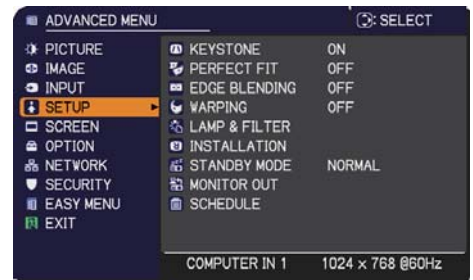 ADVANCED MENU : SELECT
PICTURE KEYSTONE ON
IMAGE PERFECT FIT OFF
INPUT EDGE BLENDING OFF
SETUP WARPING OFF
SCREEN LAMP & FILTER
OPTION INSTALLATION
NETWORK STANDBY MODE NORMAL
SECURITY MONITOR OUT
EASY MENU SCHEDULE
EXIT
COMPUTER IN 1 1024 x 768 @60Hz